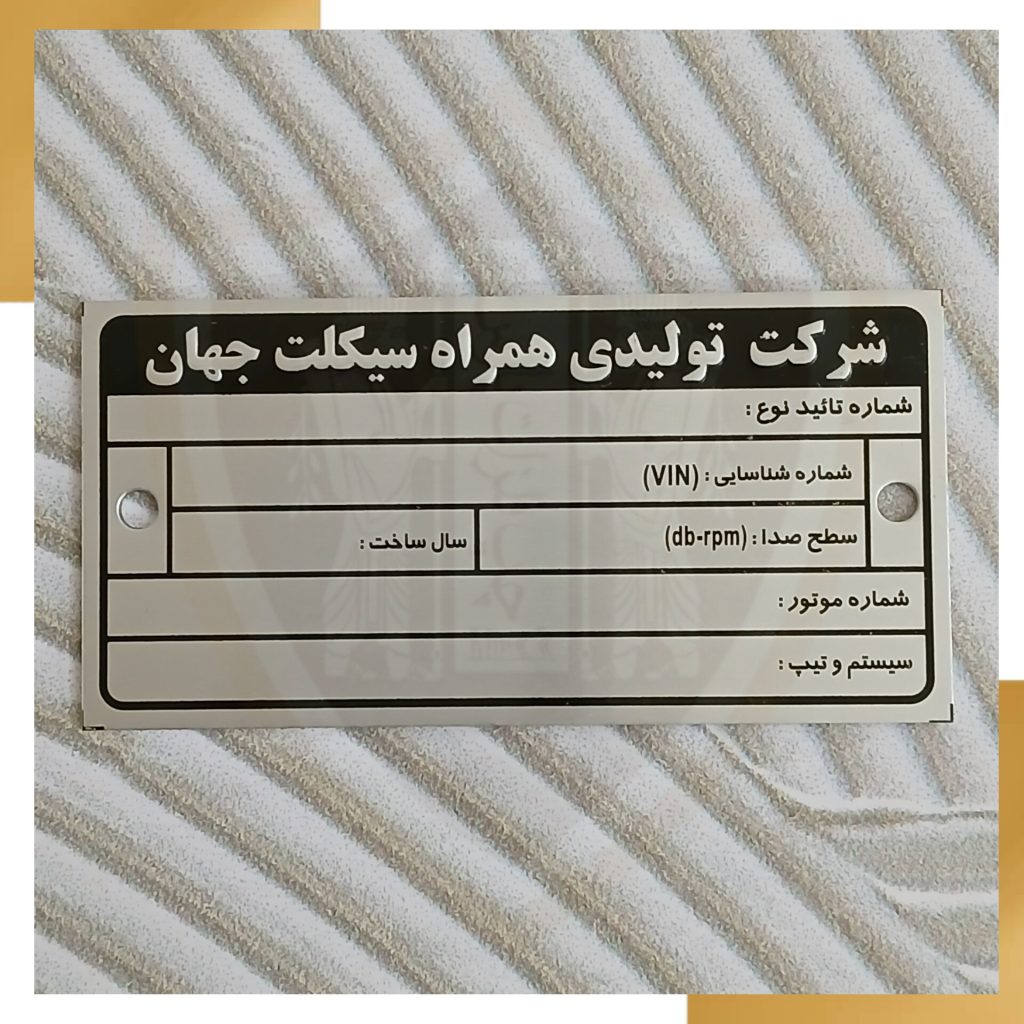 شرکت تولیدی همراه سیکلت جهان
شماره تائید نوع :
شماره شناسایی : (VIN)
سطح صدا : (db-rpm) سال ساخت :
شماره موتور :
سیستم و تیپ :